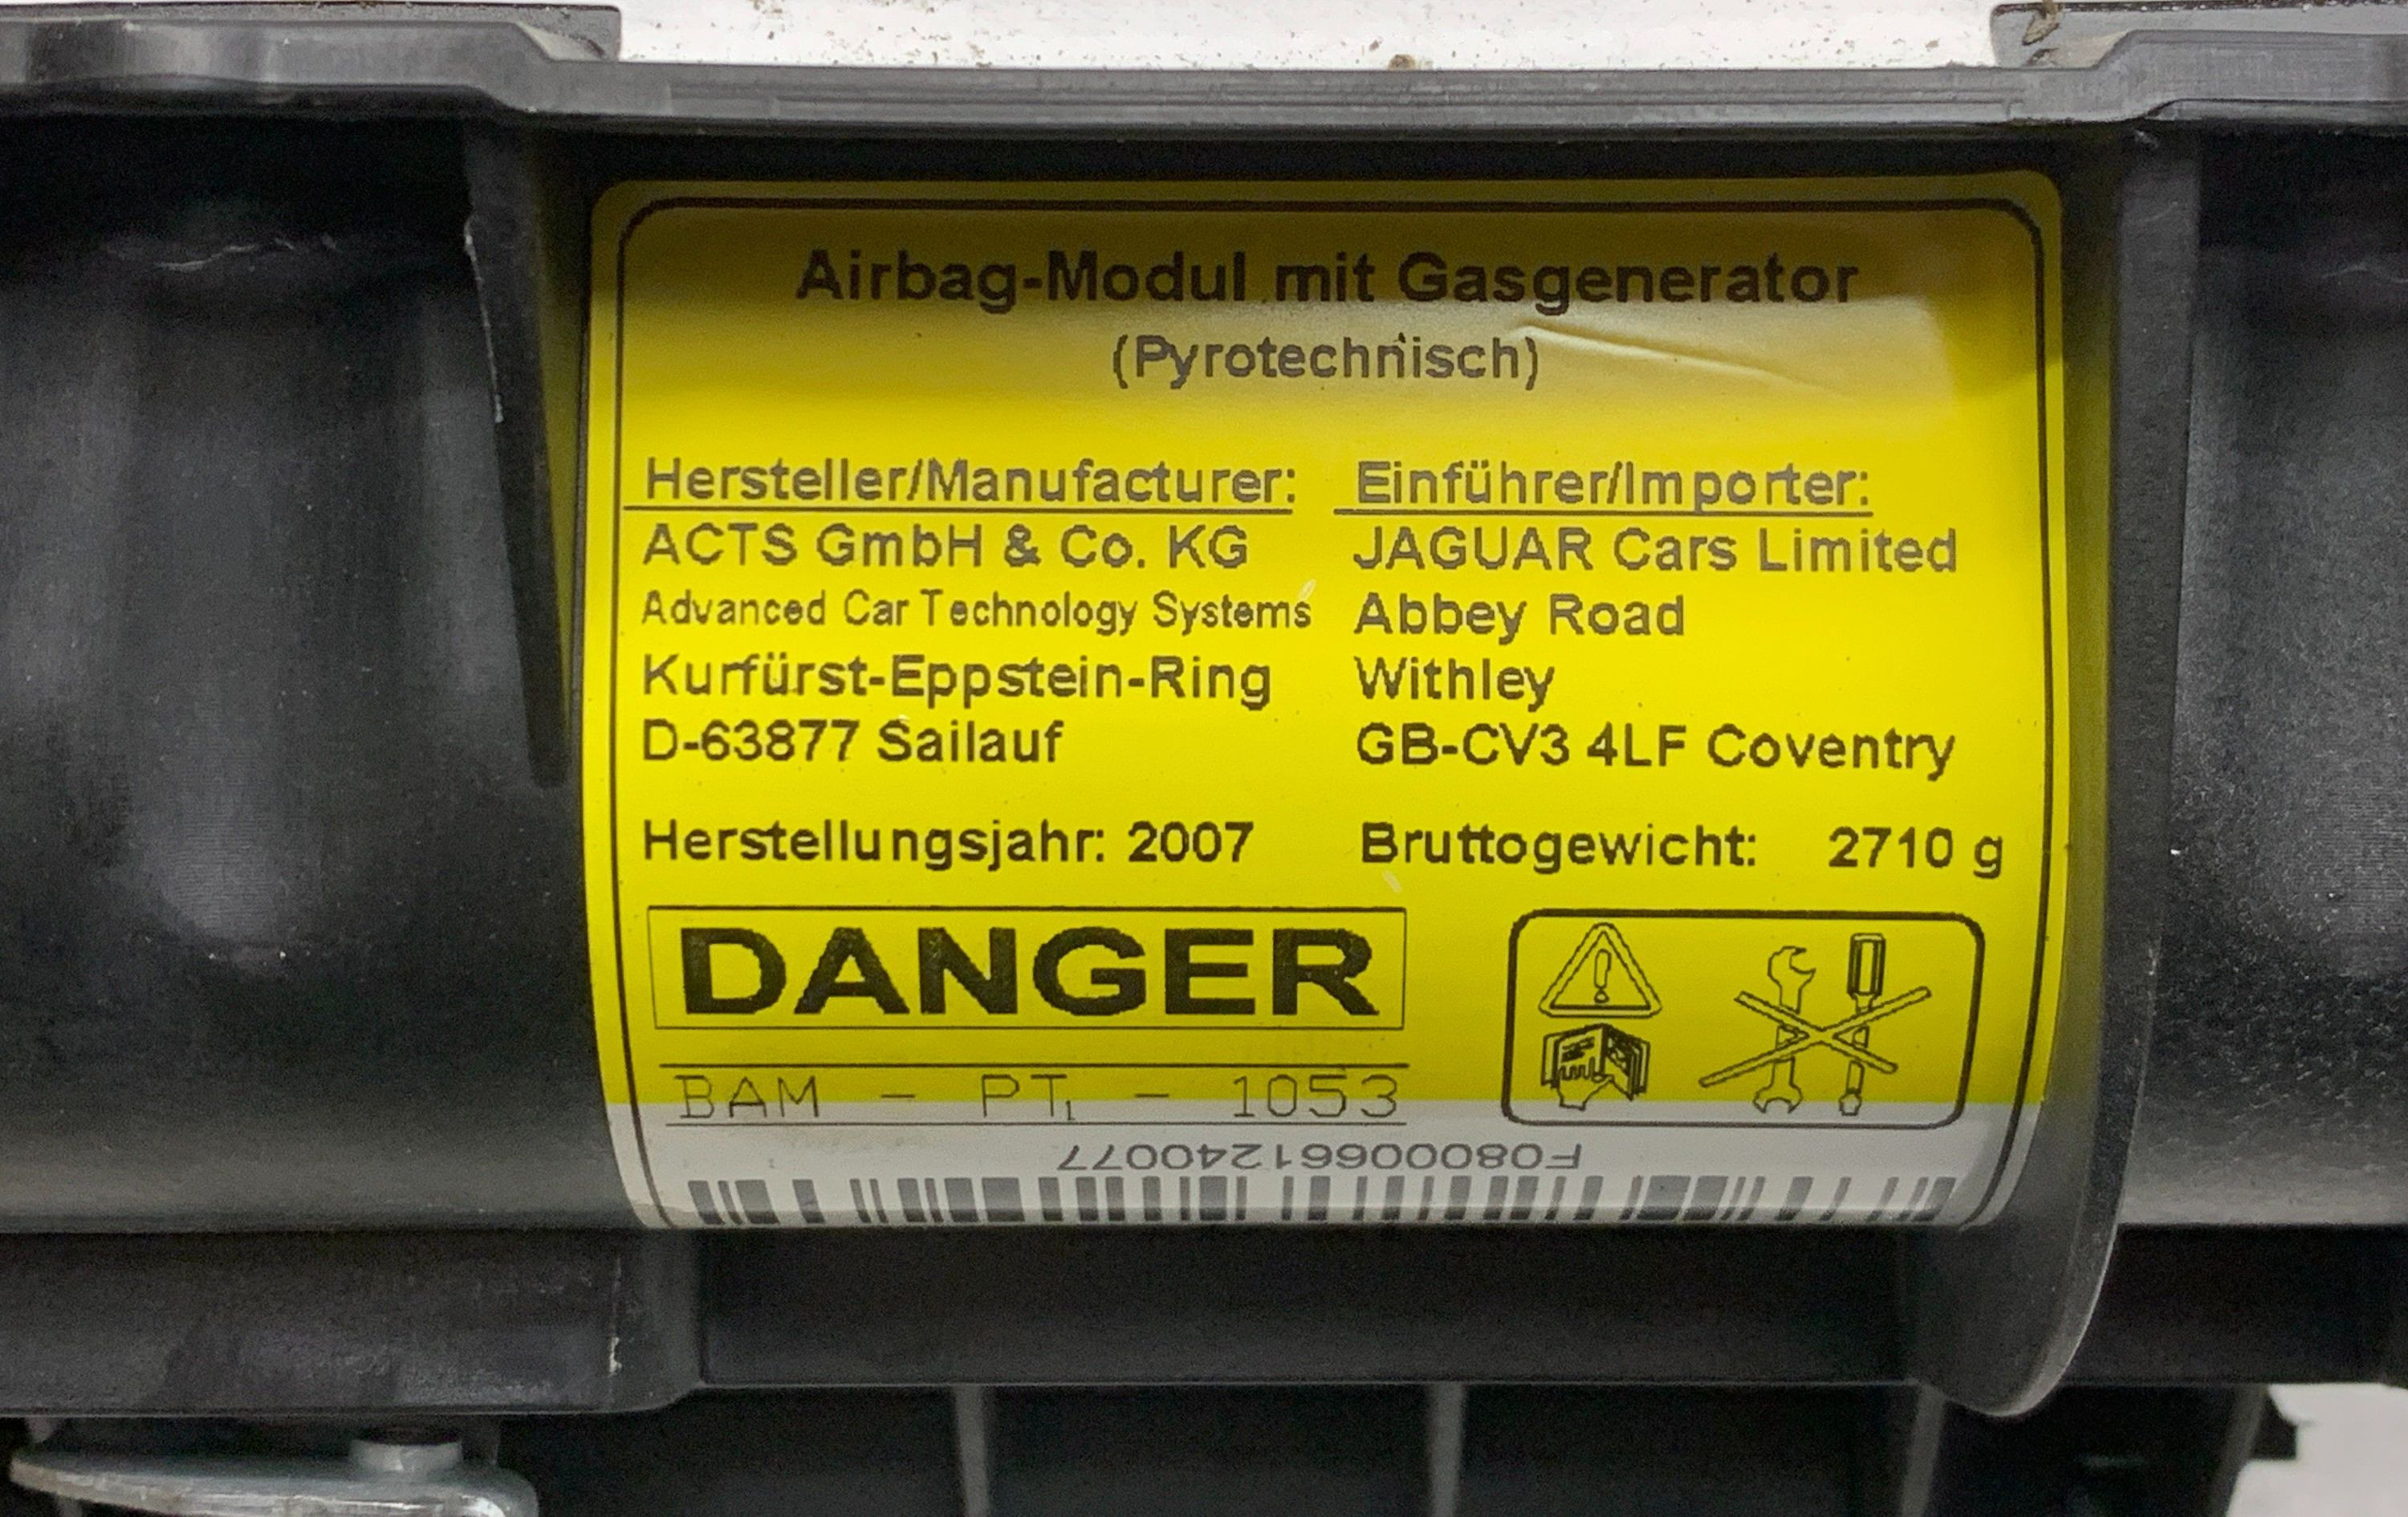 Airbag-Modul mit Gasgenerator
(Pyrotechnisch)
Hersteller/Manufacturer:
ACTS GmbH & Co. KG
Advanced Car Technology Systems
Kurfürst-Eppstein-Ring
D-63877 Sailauf
Einführer/Importer:
JAGUAR Cars Limited
Abbey Road
Withley
GB-CV3 4LF Coventry
Herstellungsjahr: 2007
Bruttogewicht: 2710 g
DANGER
BAM - PT1 - 1053
F08000661240077